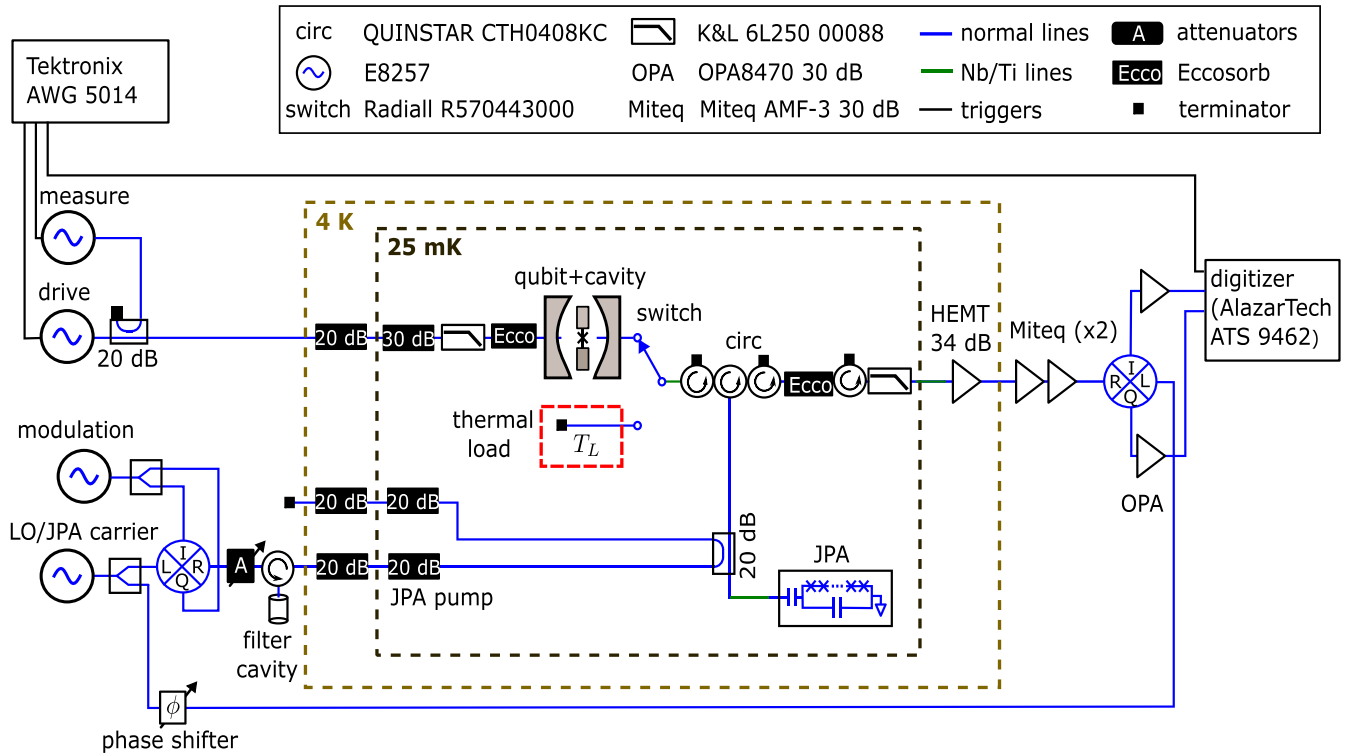 circ QUINSTAR CTH0408KC K&L 6L250 00088 normal lines A attenuators
E8257 OPA OPA8470 30 dB Nb/Ti lines Ecco Eccosorb
switch Radiall R570443000 Miteq Miteq AMF-3 30 dB triggers terminator
Tektronix
AWG 5014
measure
4 K
25 mK
qubit+cavity
drive
switch
digitizer
(AlazarTech
ATS 9462)
HEMT
34 dB
Miteq (x2)
circ
20 dB
20 dB 30 dB Ecco
Ecco
I
R L
Q
thermal
load
T_L
modulation
20 dB 20 dB
OPA
LO/JPA carrier
20 dB
JPA
I
L R
Q
A
20 dB 20 dB
JPA pump
filter
cavity
ϕ
phase shifter